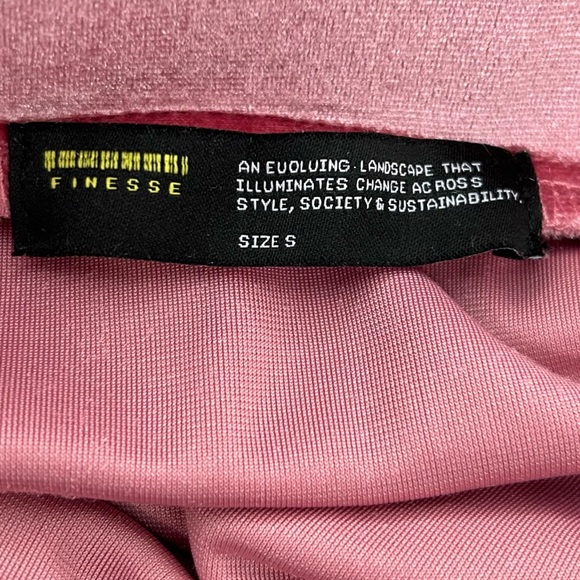 FINESSE
AN EVOLVING LANDSCAPE THAT
ILLUMINATES CHANGE ACROSS
STYLE, SOCIETY & SUSTAINABILITY.
SIZE S